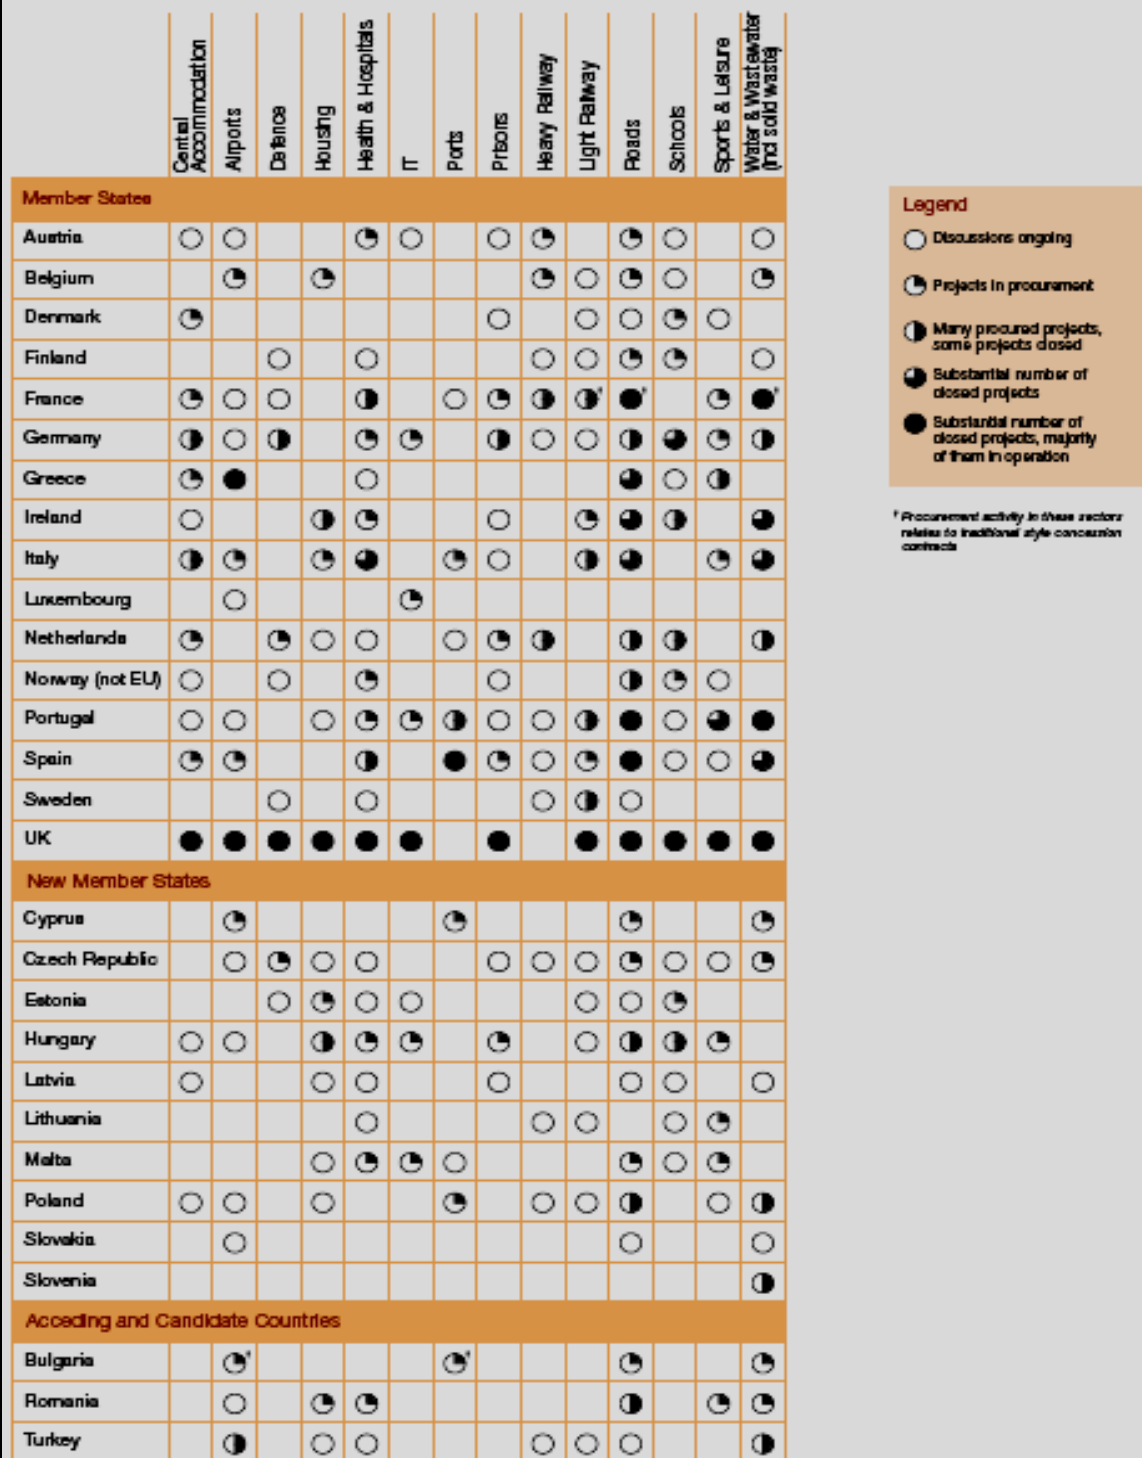 Central
Accommodation
Airports
Defence
Housing
Health & Hospitals
IT
Ports
Prisons
Heavy Railway
Light Railway
Roads
Schools
Sports & Leisure
Water & Wastewater
(incl solid waste)
Member States
Austria
Belgium
Denmark
Finland
France
Germany
Greece
Ireland
Italy
Luxembourg
Netherlands
Norway (not EU)
Portugal
Spain
Sweden
UK
New Member States
Cyprus
Czech Republic
Estonia
Hungary
Latvia
Lithuania
Malta
Poland
Slovakia
Slovenia
Acceding and Candidate Countries
Bulgaria
Romania
Turkey
Legend
Discussions ongoing
Projects in procurement
Many procured projects,
some projects closed
Substantial number of
closed projects
Substantial number of
closed projects, majority
of them in operation
Procurement activity in these sectors
relates to traditional style concession
contracts